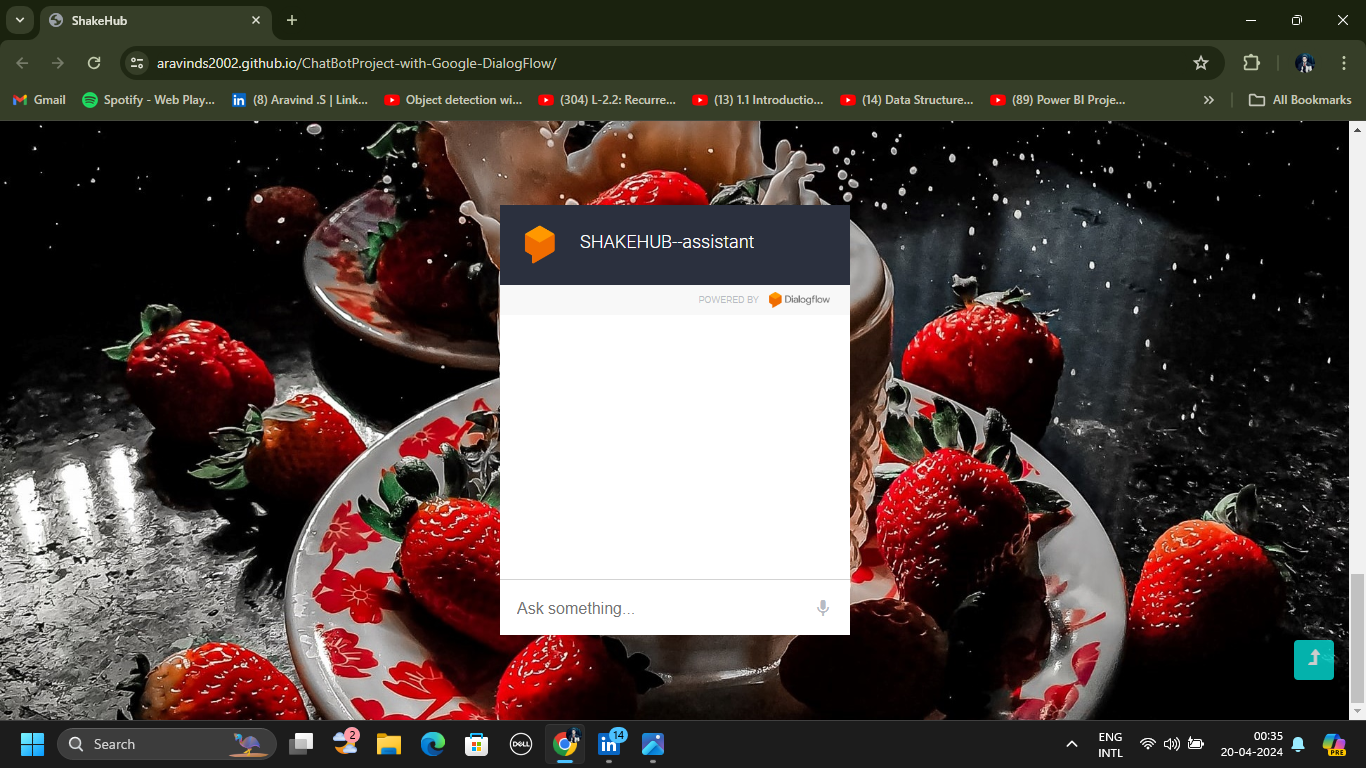 ShakeHub
aravinds2002.github.io/ChatBotProject-with-Google-DialogFlow/
Gmail
Spotify - Web Play...
(8) Aravind .S | Link...
Object detection wi...
(304) L-2.2: Recurre...
(13) 1.1 Introductio...
(14) Data Structure...
(89) Power BI Proje...
All Bookmarks
SHAKEHUB--assistant
POWERED BY Dialogflow
Ask something...
Search
2
DELL
14
ENG
INTL
00:35
20-04-2024
PRE